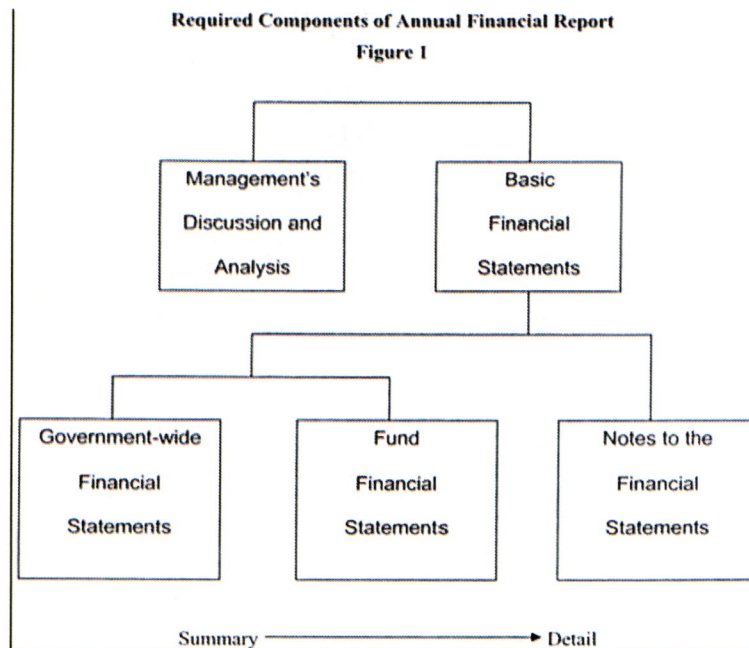 Required Components of Annual Financial Report
Figure 1
Management's
Discussion and
Analysis
Basic
Financial
Statements
Government-wide
Financial
Statements
Fund
Financial
Statements
Notes to the
Financial
Statements
Summary
Detail